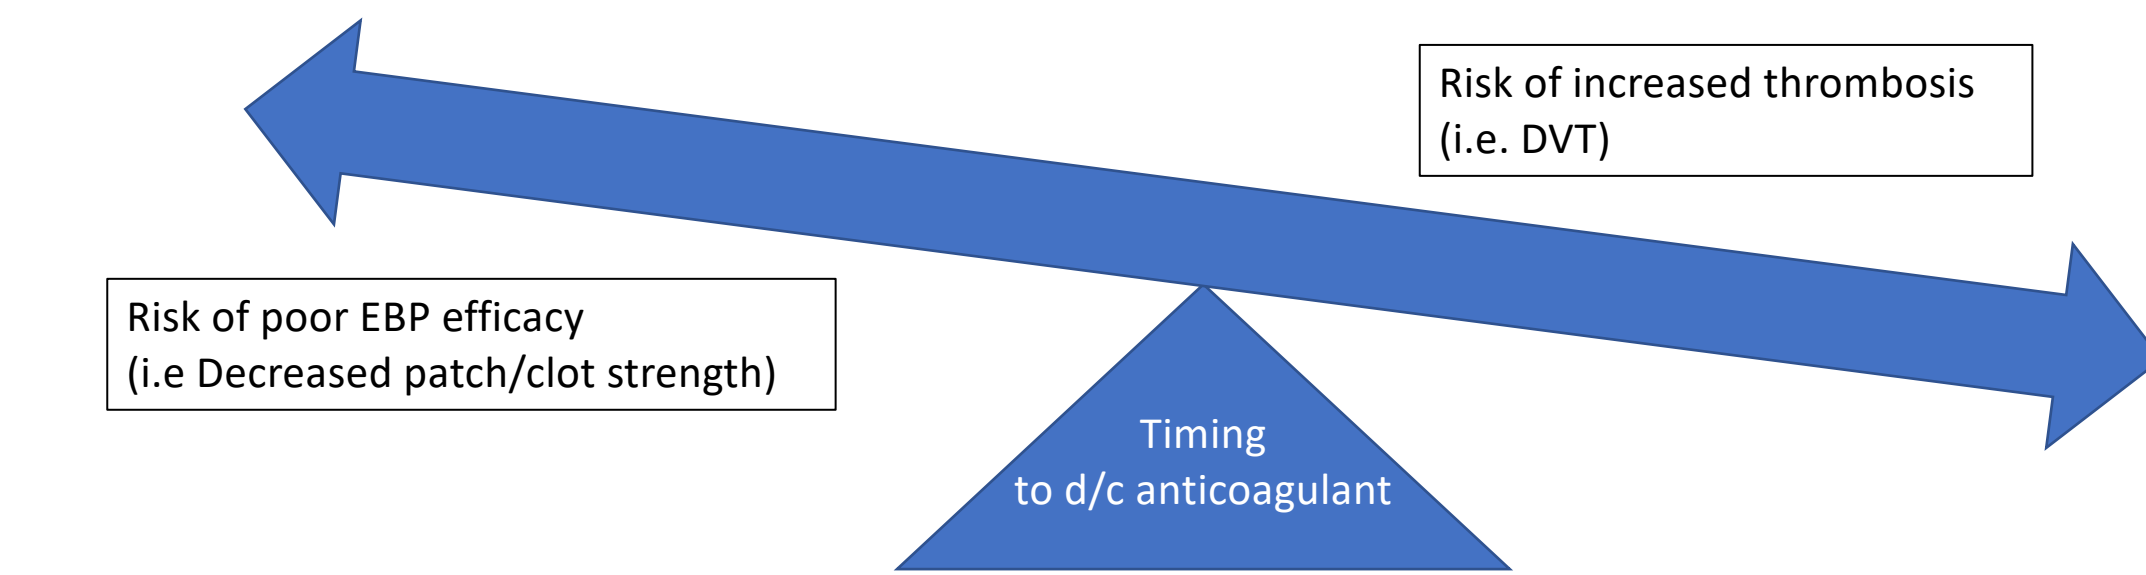 Risk of increased thrombosis
(i.e. DVT)
Risk of poor EBP efficacy
(i.e Decreased patch/clot strength)
Timing
to d/c anticoagulant